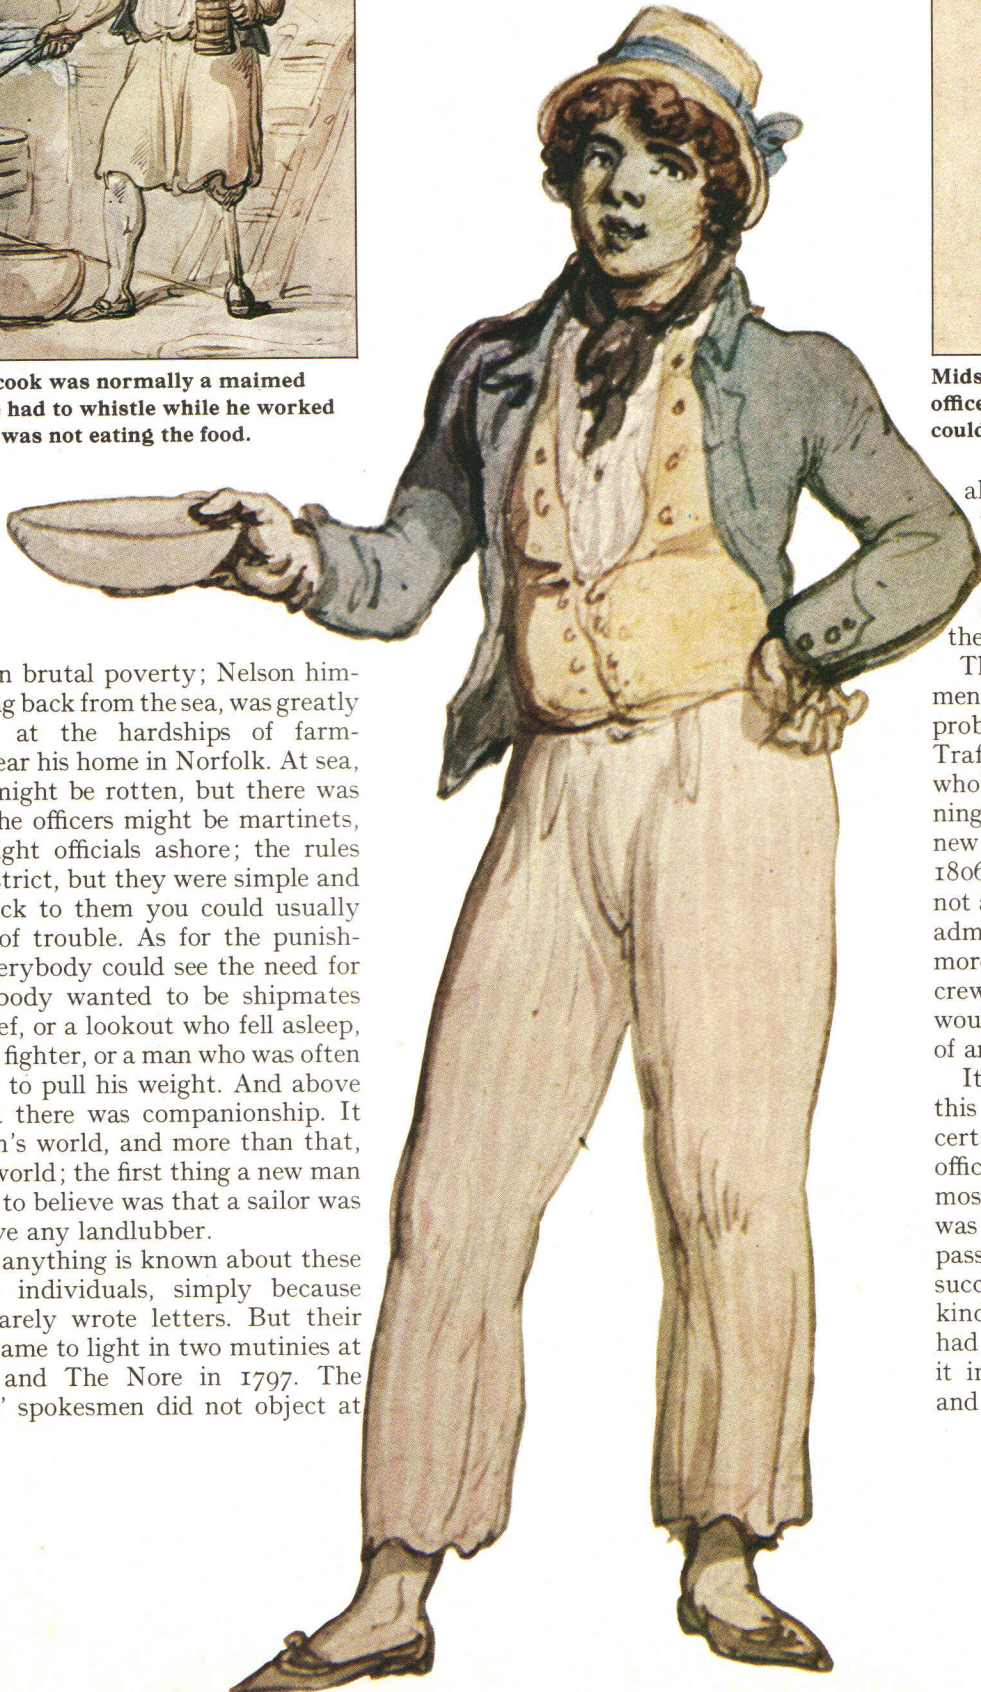 cook was normally a maimed
had to whistle while he worked
was not eating the food.
n brutal poverty; Nelson him-
g back from the sea, was greatly
at the hardships of farm-
ear his home in Norfolk. At sea,
might be rotten, but there was
he officers might be martinets,
ght officials ashore; the rules
strict, but they were simple and
ck to them you could usually
of trouble. As for the punish-
erybody could see the need for
body wanted to be shipmates
ef, or a lookout who fell asleep,
fighter, or a man who was often
to pull his weight. And above
there was companionship. It
n's world, and more than that,
world; the first thing a new man
to believe was that a sailor was
ve any landlubber.
anything is known about these
individuals, simply because
arely wrote letters. But their
ame to light in two mutinies at
and The Nore in 1797. The
' spokesmen did not object at
Mids
office
could
al
the
Th
men
prob
Traf
who
ning
new
1806
not
adm
more
crew
wou
of an
It
this
cert
offic
mos
was
pass
succ
kind
had
it in
and